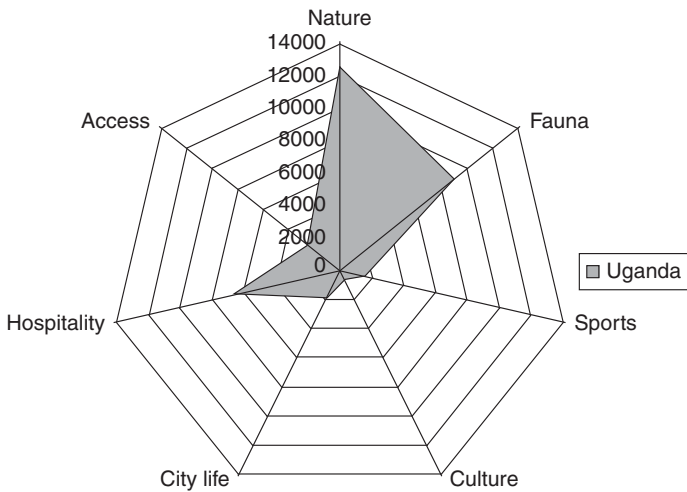 Nature
14000
12000
10000
8000
6000
4000
2000
0
Access
Fauna
Uganda
Hospitality
Sports
City life
Culture